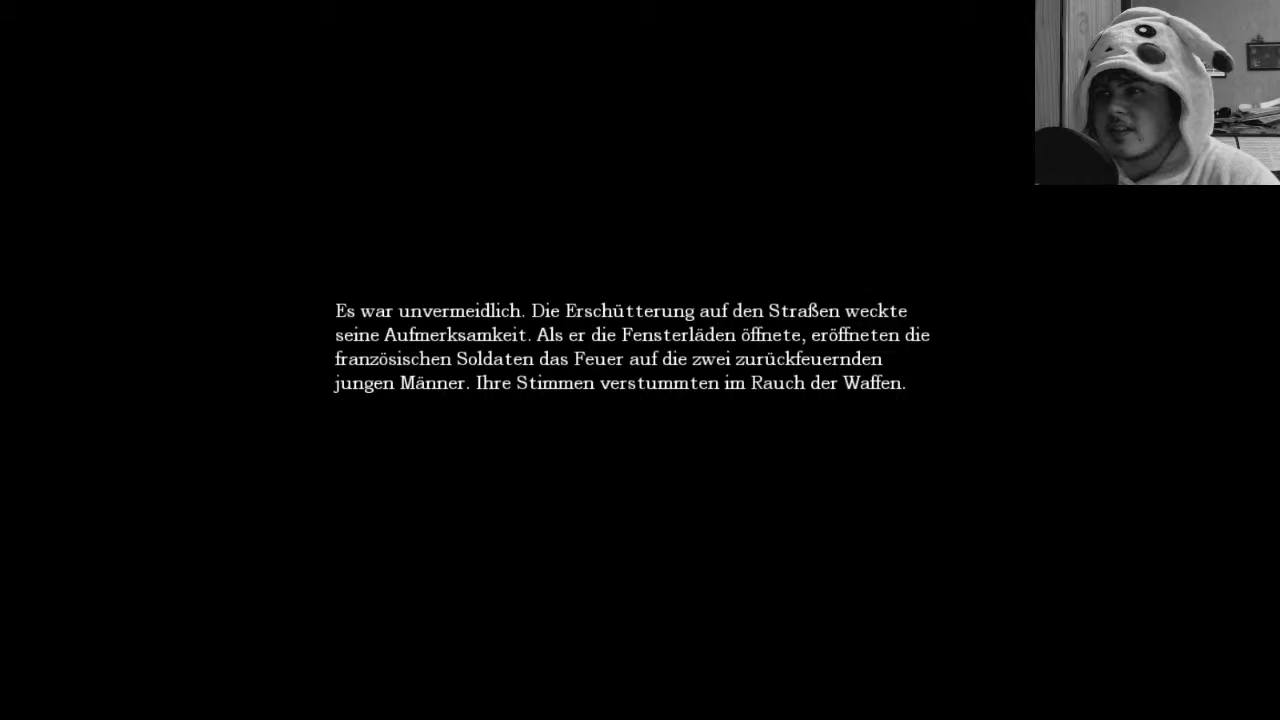 Es war unvermeidlich. Die Erschütterung auf den Straßen weckte
seine Aufmerksamkeit. Als er die Fensterläden öffnete, eröffneten die
französischen Soldaten das Feuer auf die zwei zurückfeuernden
jungen Männer. Ihre Stimmen verstummten im Rauch der Waffen.